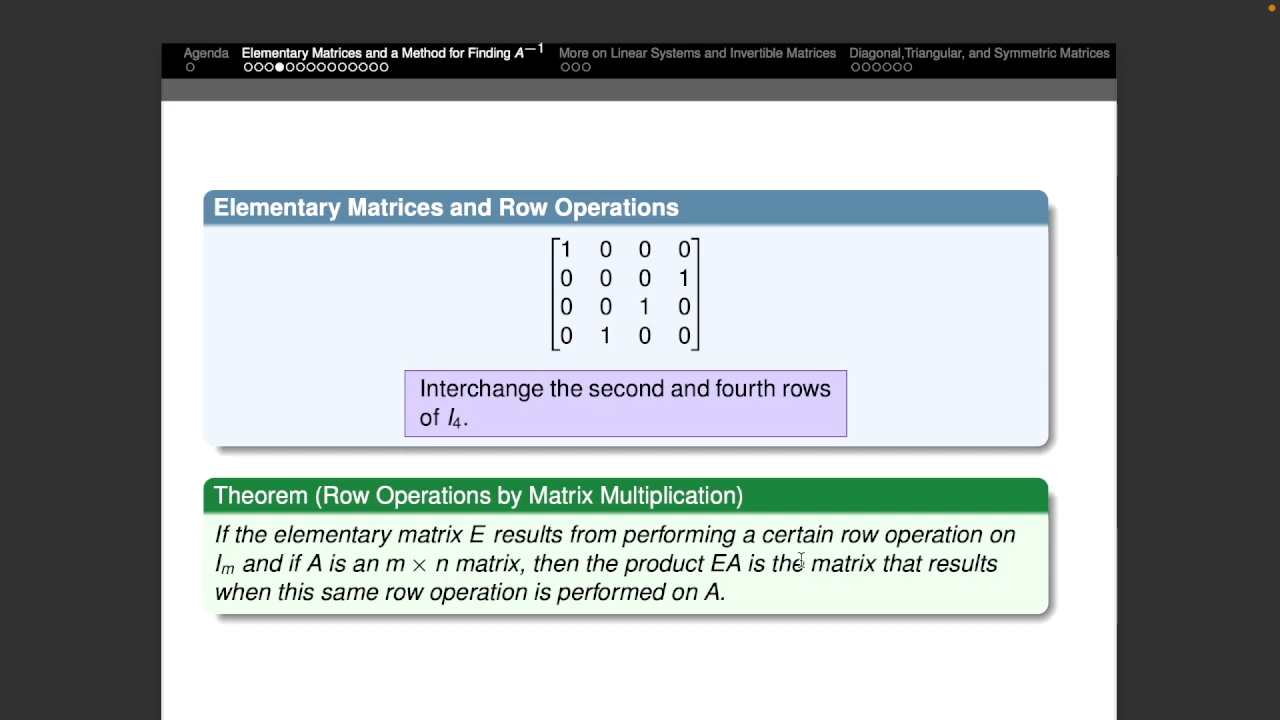 Agenda Elementary Matrices and a Method for Finding A⁻¹ More on Linear Systems and Invertible Matrices Diagonal,Triangular, and Symmetric Matrices
Elementary Matrices and Row Operations
1 0 0 0
0 0 0 1
0 0 1 0
0 1 0 0
Interchange the second and fourth rows
of I₄.
Theorem (Row Operations by Matrix Multiplication)
If the elementary matrix E results from performing a certain row operation on
Iₘ and if A is an m × n matrix, then the product EA is the matrix that results
when this same row operation is performed on A.